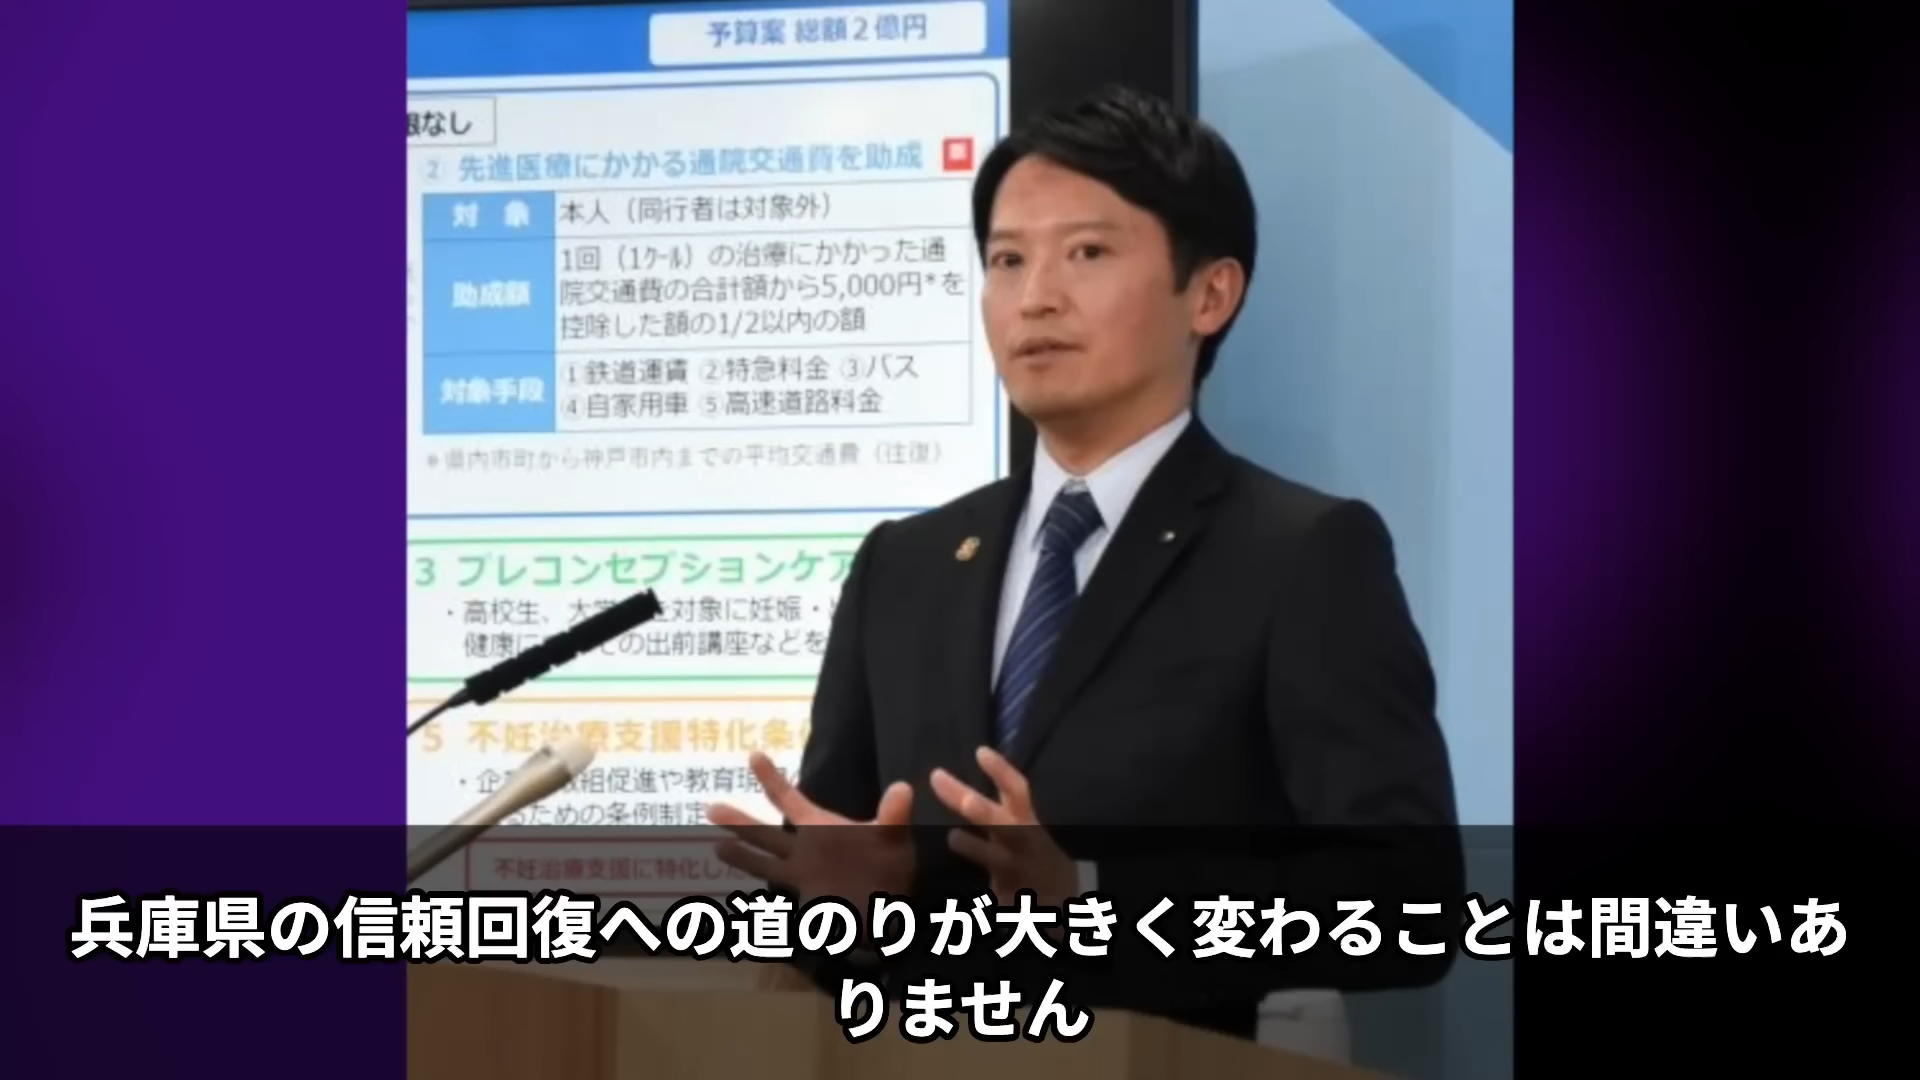 予算案 総額２億円
限なし
② 先進医療にかかる通院交通費を助成
対 象
本人（同行者は対象外）
助成額
1回（1ｸｰﾙ）の治療にかかった通
院交通費の合計額から5,000円*を
控除した額の1/2以内の額
対象手段
①鉄道運賃 ②特急料金 ③バス
④自家用車 ⑤高速道路料金
＊県内市町から神戸市内までの平均交通費（往復）
3 プレコンセプションケア
・高校生、大学 を対象に妊娠・
健康に の出前講座などを
5 不妊治療支援特化条
・企 取組促進や教育現
るための条例制定
不妊治療支援に特化した
兵庫県の信頼回復への道のりが大きく変わることは間違いあ
りません